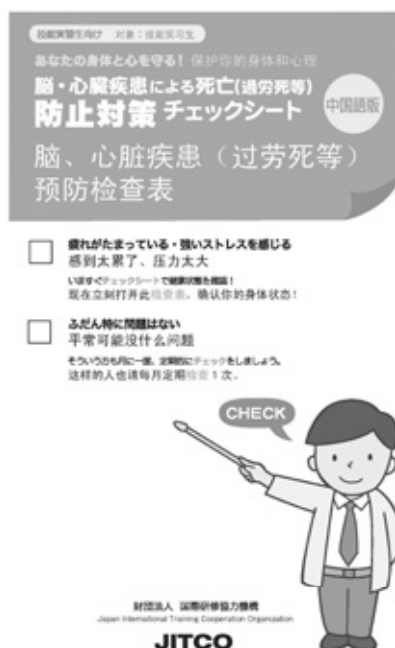 技能実習生向け 対象：技能实习生
あなたの身体と心を守る！ 保护你的身体和心理
脳・心臓疾患による死亡(過労死等)
防止対策 チェックシート
中国語版
脑、心脏疾患（过劳死等）
预防检查表
疲れがたまっている・強いストレスを感じる
感到太累了、压力太大
いますぐチェックシートで健康状態を確認！
现在立刻打开此检查表，确认你的身体状态！
ふだん特に問題はない
平常可能没什么问题
そういう方も月に一度、定期的にチェックをしましょう。
这样的人也请每月定期检查1次。
CHECK
財団法人 国際研修協力機構
Japan International Training Cooperation Organization
JITCO